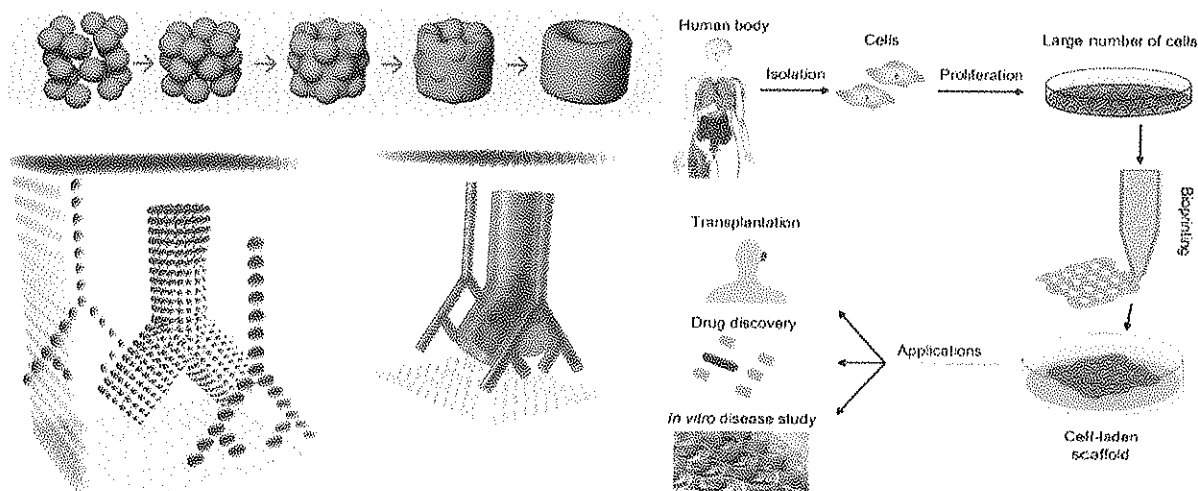 Human body
Cells
Large number of cells
Isolation
Proliferation
Bioprinting
Transplantation
Drug discovery
Applications
In vitro disease study
Cell-laden
scaffold